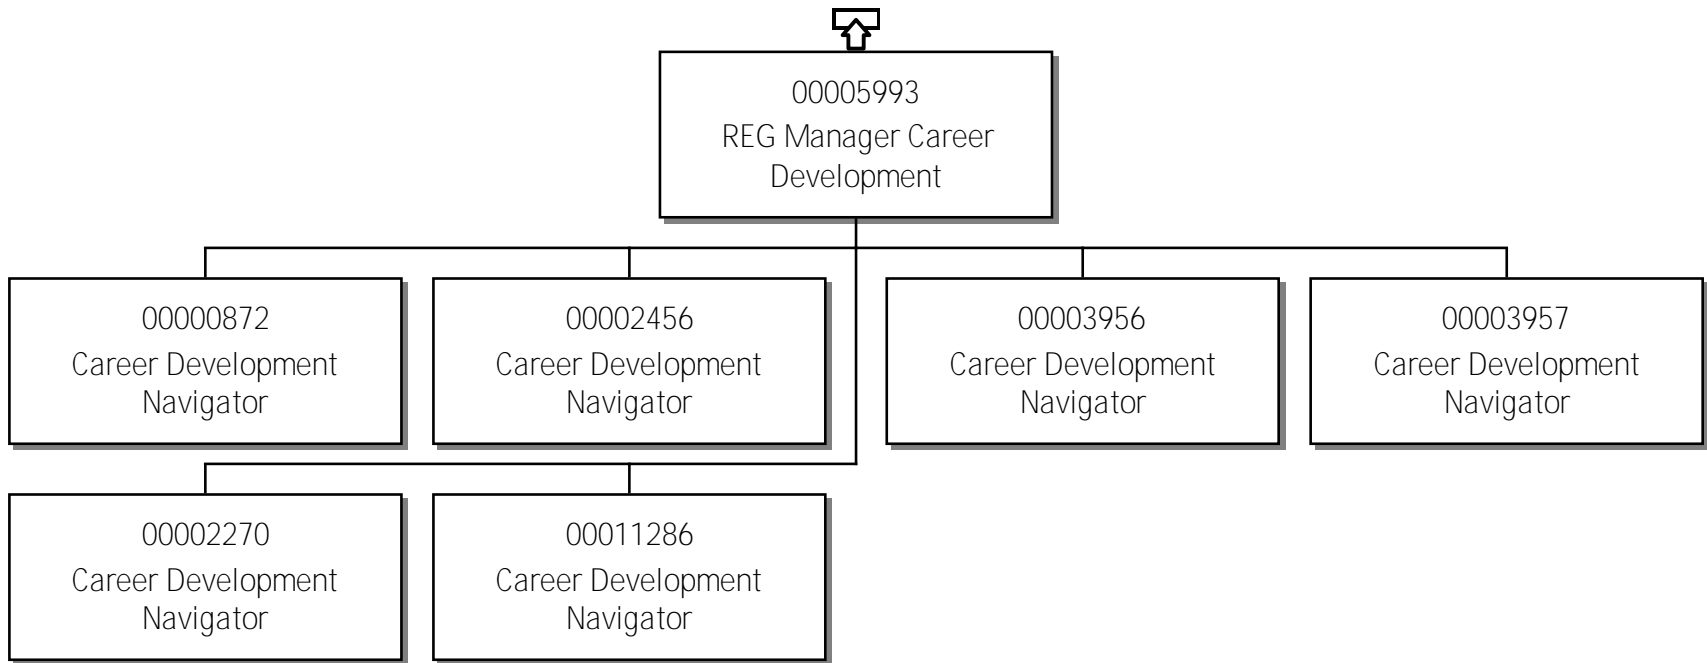 00005993
REG Manager Career
Development
00000872
Career Development
Navigator
00002456
Career Development
Navigator
00003956
Career Development
Navigator
00003957
Career Development
Navigator
00002270
Career Development
Navigator
00011286
Career Development
Navigator